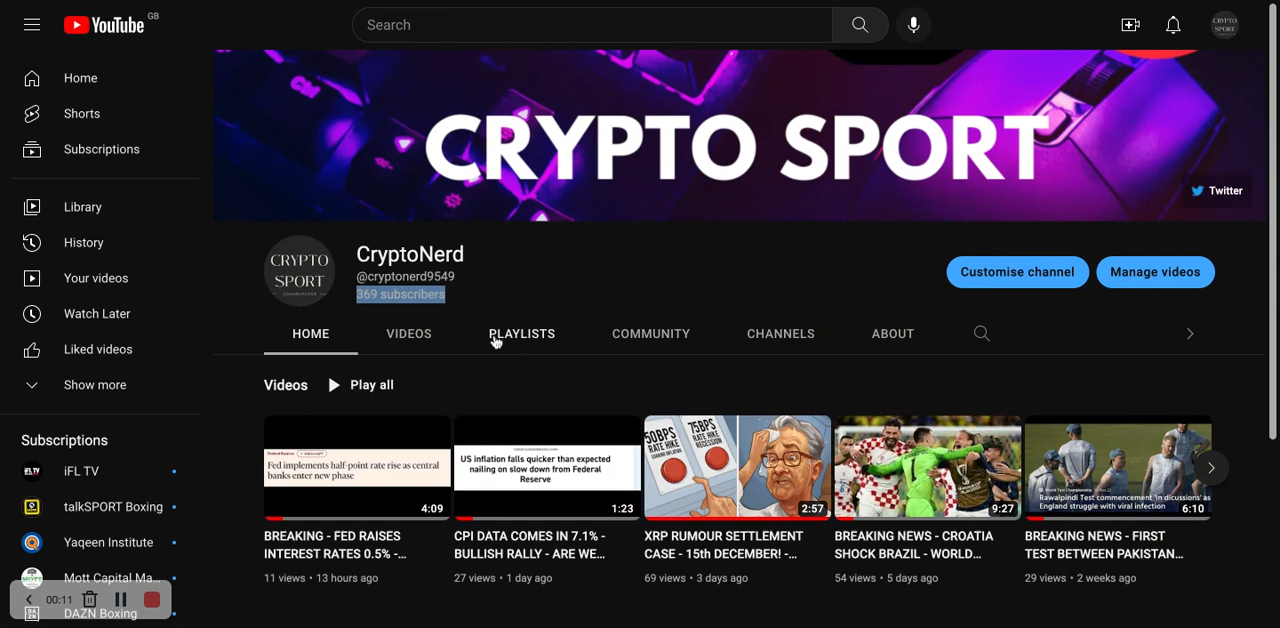 YouTube GB
Search
CRYPTO
SPORT
Home
Shorts
Subscriptions
Library
History
Your videos
Watch Later
Liked videos
Show more
Subscriptions
iFL TV
talkSPORT Boxing
Yaqeen Institute
Mott Capital Ma...
DAZN Boxing
00:11
CRYPTO SPORT
Twitter
CRYPTO
SPORT
CryptoNerd
@cryptonerd9549
369 subscribers
Customise channel
Manage videos
HOME
VIDEOS
PLAYLISTS
COMMUNITY
CHANNELS
ABOUT
Videos
Play all
Fed implements half-point rate rise as central
banks enter new phase
4:09
BREAKING - FED RAISES
INTEREST RATES 0.5% -...
11 views • 13 hours ago
US inflation falls quicker than expected
nailing on slow down from Federal
Reserve
1:23
CPI DATA COMES IN 7.1% -
BULLISH RALLY - ARE WE...
27 views • 1 day ago
50BPS
RATE HIKE
75BPS
RATE HIKE
RECESSION
2:57
XRP RUMOUR SETTLEMENT
CASE - 15th DECEMBER! -...
69 views • 3 days ago
9:27
BREAKING NEWS - CROATIA
SHOCK BRAZIL - WORLD...
54 views • 5 days ago
Rawalpindi Test commencement 'in dicussions' as
England struggle with viral infection
6:10
BREAKING NEWS - FIRST
TEST BETWEEN PAKISTAN...
29 views • 2 weeks ago